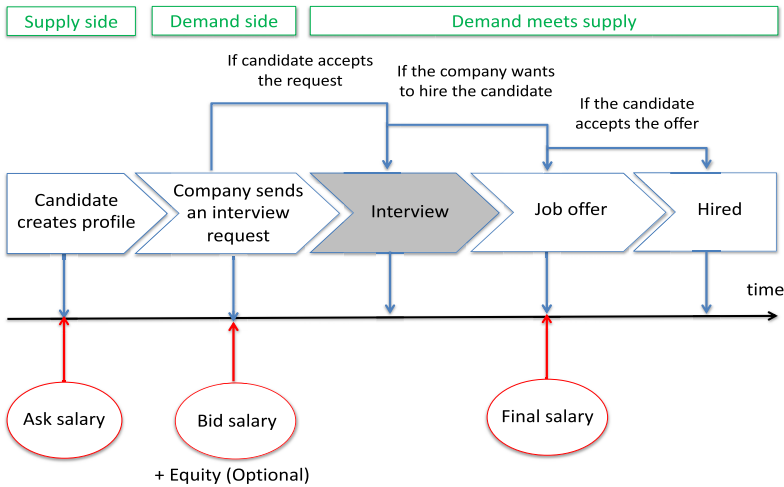 Supply side
Demand side
Demand meets supply
If candidate accepts
the request
If the company wants
to hire the candidate
If the candidate
accepts the offer
Candidate
creates profile
Company sends
an interview
request
Interview
Job offer
Hired
time
Ask salary
Bid salary
Final salary
+ Equity (Optional)